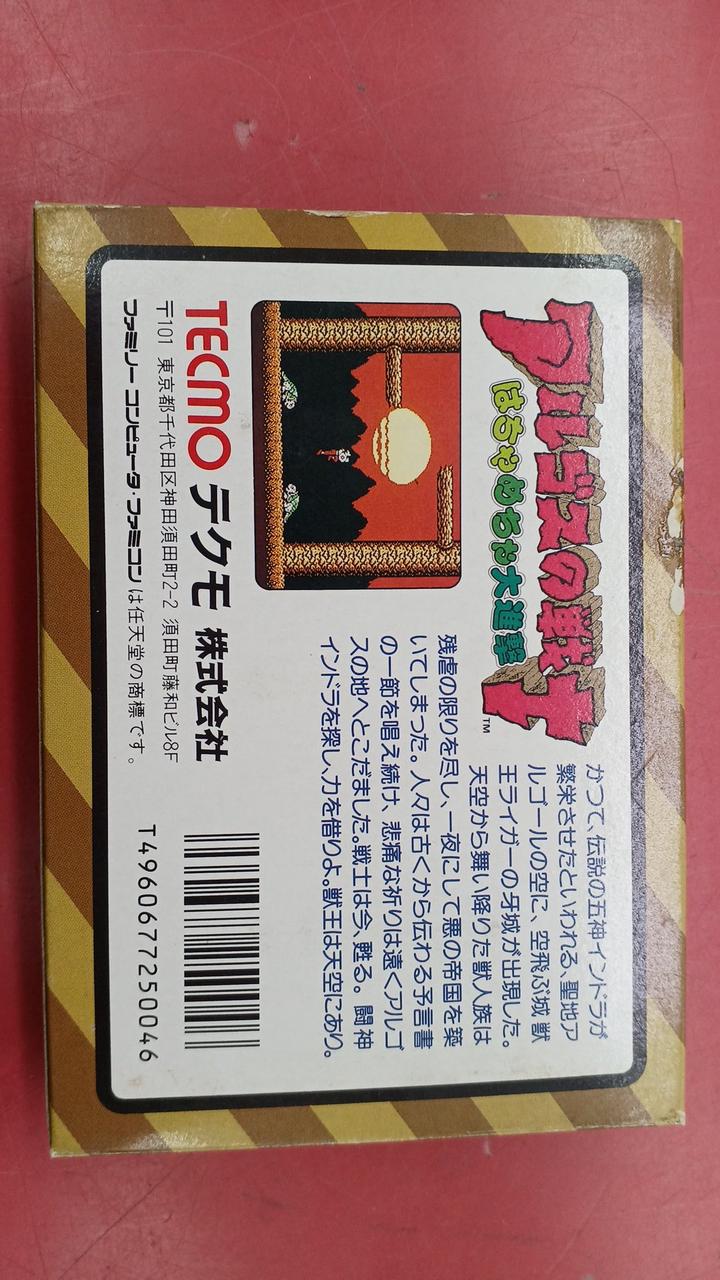 アルゴスの戦士
はちゃめちゃ大進撃
TM
かつて、伝説の五神インドラが
繁栄させたといわれる、聖地ア
ルゴールの空に、空飛ぶ城獣
王ライガーの牙城が出現した。
天空から舞い降りた獣人族は
残虐の限りを尽し、一夜にして悪の帝国を築
いてしまった。人々は古くから伝わる予言書
の一節を唱え続け、悲痛な祈りは遠くアルゴ
スの地へとこだました。戦士は今、甦る。闘神
インドラを探し、力を借りよ。獣王は天空にあり。
TECMO テクモ 株式会社
〒101 東京都千代田区神田須田町2-2 須田町藤和ビル8F
ファミリーコンピュータ・ファミコンは任天堂の商標です。
T4960677250046